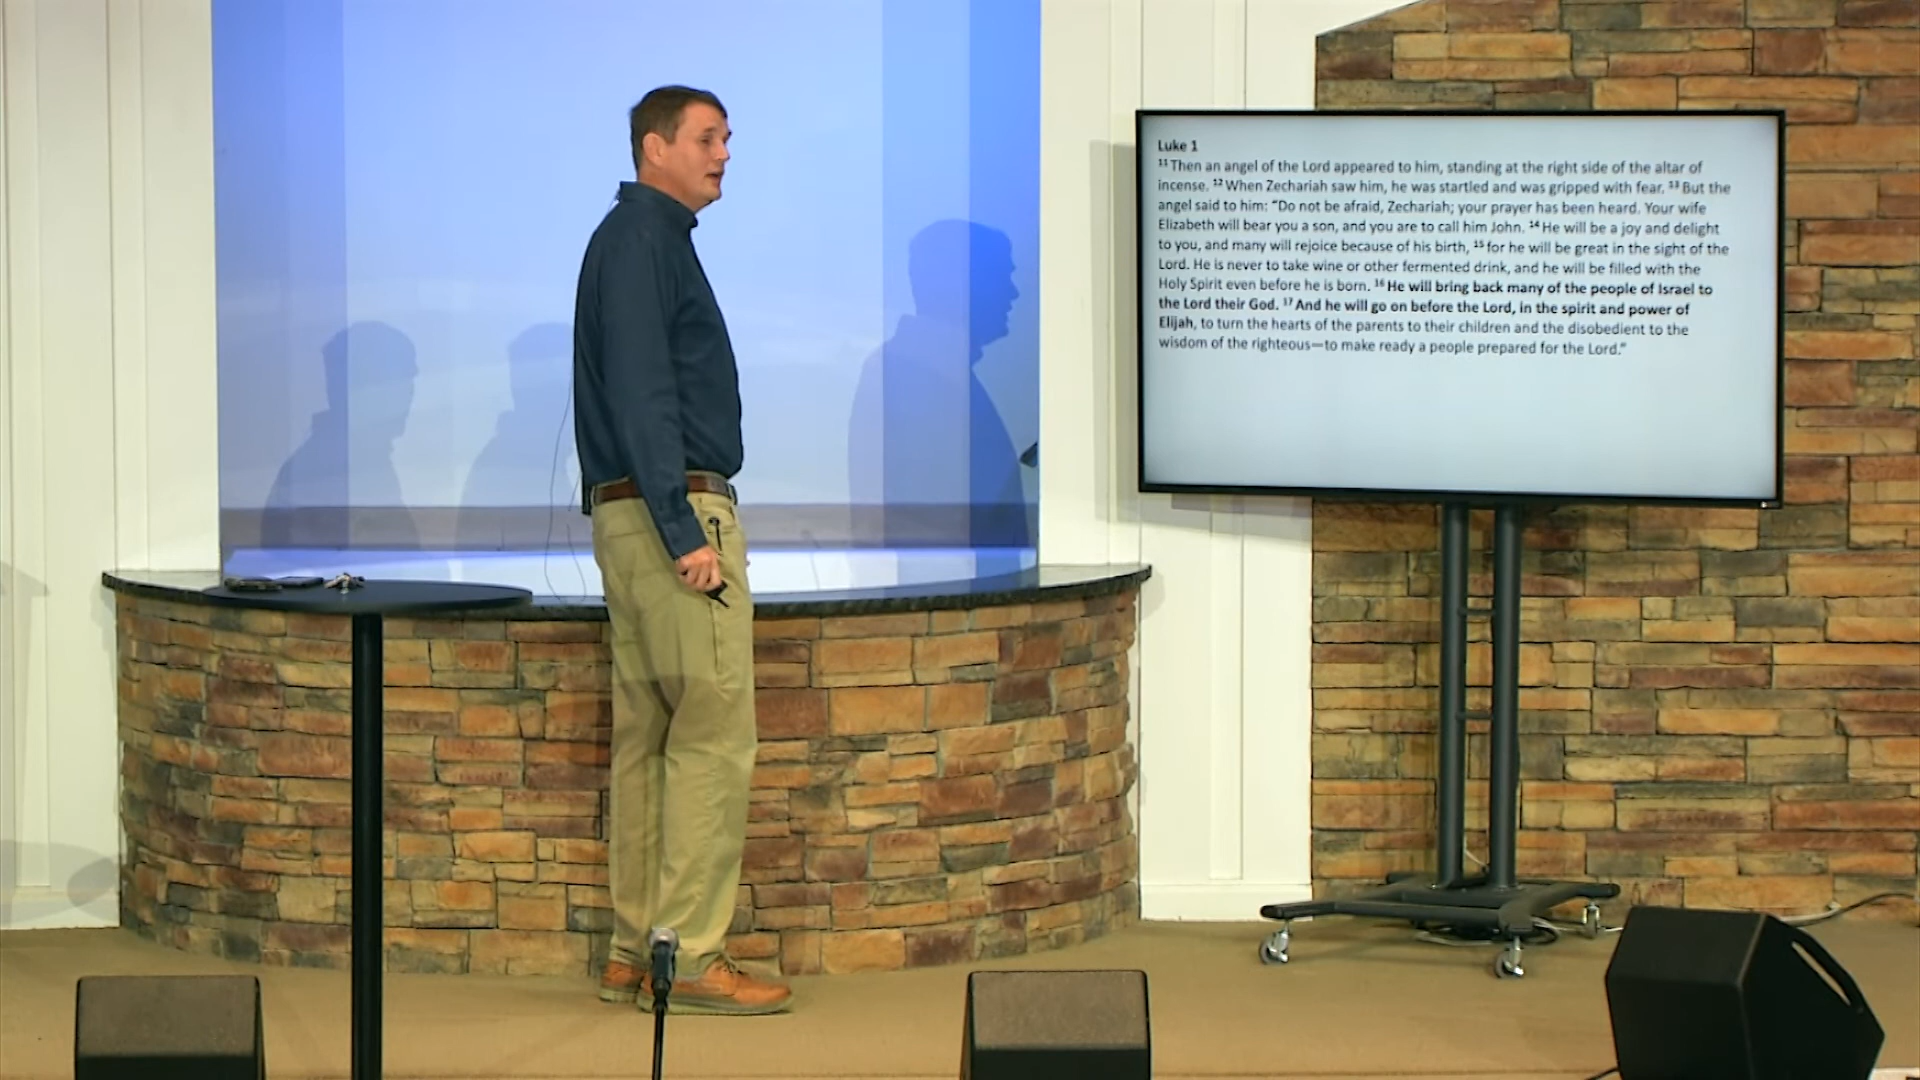 Luke 1
¹¹ Then an angel of the Lord appeared to him, standing at the right side of the altar of
incense. ¹² When Zechariah saw him, he was startled and was gripped with fear. ¹³ But the
angel said to him: “Do not be afraid, Zechariah; your prayer has been heard. Your wife
Elizabeth will bear you a son, and you are to call him John. ¹⁴ He will be a joy and delight
to you, and many will rejoice because of his birth, ¹⁵ for he will be great in the sight of the
Lord. He is never to take wine or other fermented drink, and he will be filled with the
Holy Spirit even before he is born. ¹⁶ He will bring back many of the people of Israel to
the Lord their God. ¹⁷ And he will go on before the Lord, in the spirit and power of
Elijah, to turn the hearts of the parents to their children and the disobedient to the
wisdom of the righteous—to make ready a people prepared for the Lord.”